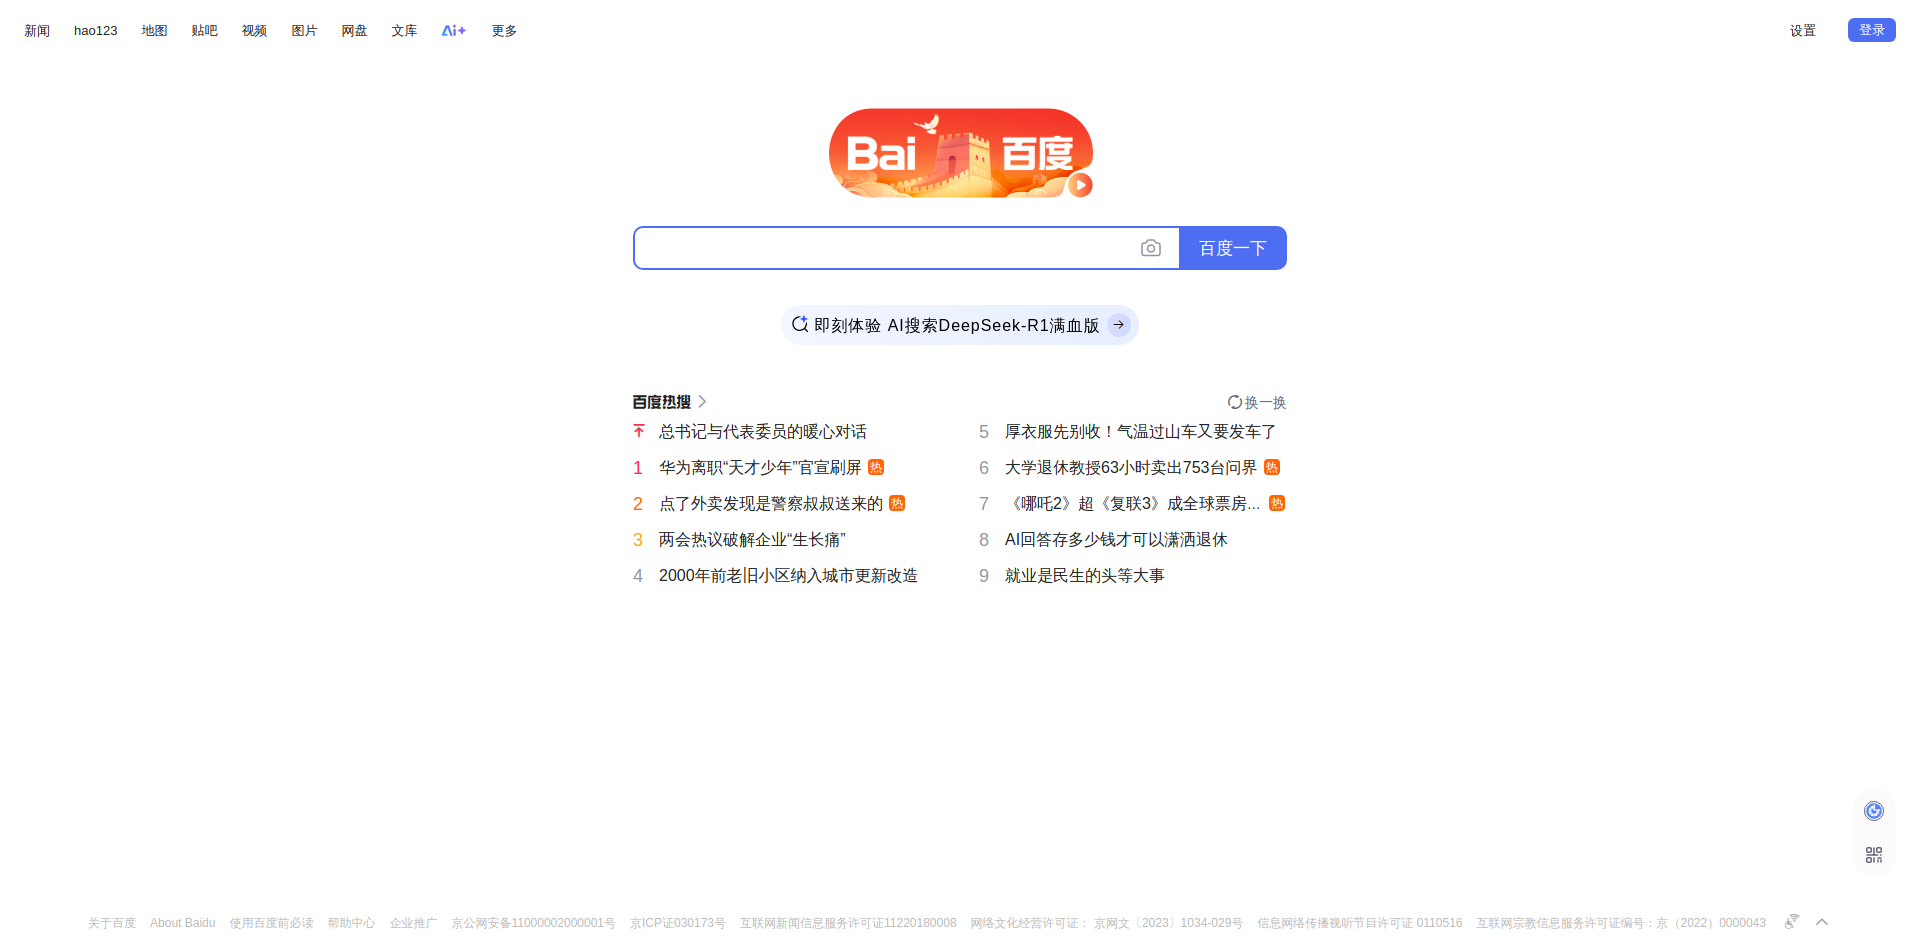 新闻 hao123 地图 贴吧 视频 图片 网盘 文库 Ai+ 更多 设置 登录
Bai 百度
百度一下
即刻体验 AI搜索DeepSeek-R1满血版
百度热搜 换一换
总书记与代表委员的暖心对话
1 华为离职“天才少年”官宣刷屏 热
2 点了外卖发现是警察叔叔送来的 热
3 两会热议破解企业“生长痛”
4 2000年前老旧小区纳入城市更新改造
5 厚衣服先别收！气温过山车又要发车了
6 大学退休教授63小时卖出753台问界 热
7 《哪吒2》超《复联3》成全球票房... 热
8 AI回答存多少钱才可以潇洒退休
9 就业是民生的头等大事
关于百度 About Baidu 使用百度前必读 帮助中心 企业推广 京公网安备11000002000001号 京ICP证030173号 互联网新闻信息服务许可证11220180008 网络文化经营许可证： 京网文〔2023〕1034-029号 信息网络传播视听节目许可证 0110516 互联网宗教信息服务许可证编号：京（2022）0000043